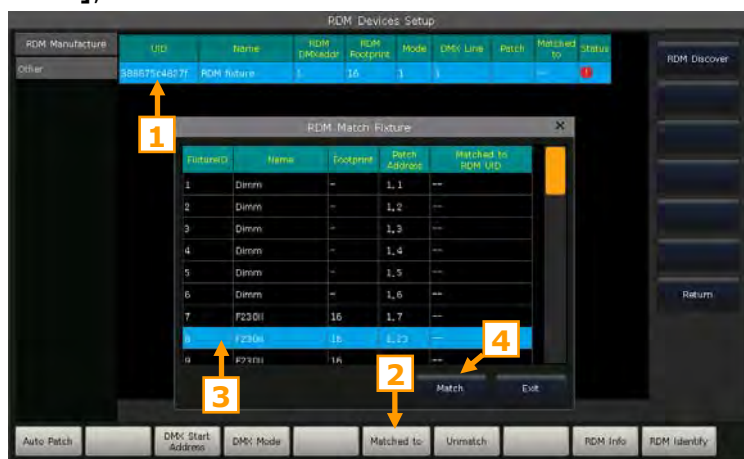 RDM Devices Setup
RDM Manufacture
Other
UID Name RDM DMXaddr RDM Footprint Mode DMX Line Patch Matched to Status
RDM fixture 1 16 1 1 --
RDM Discover
Return
1
RDM Match Fixture ×
FixtureID Name Footprint Patch Address Matched to RDM UID
1 Dimm - 1.1 --
2 Dimm - 1.2 --
3 Dimm - 1.3 --
4 Dimm - 1.4 --
5 Dimm - 1.5 --
6 Dimm - 1.6 --
7 F230II 16 1.7 --
8 F230II 16 1.23 --
9 F230II 16 --
Match Exit
4
2
3
Auto Patch DMX Start Address DMX Mode Matched to Unmatch RDM Info RDM Identify